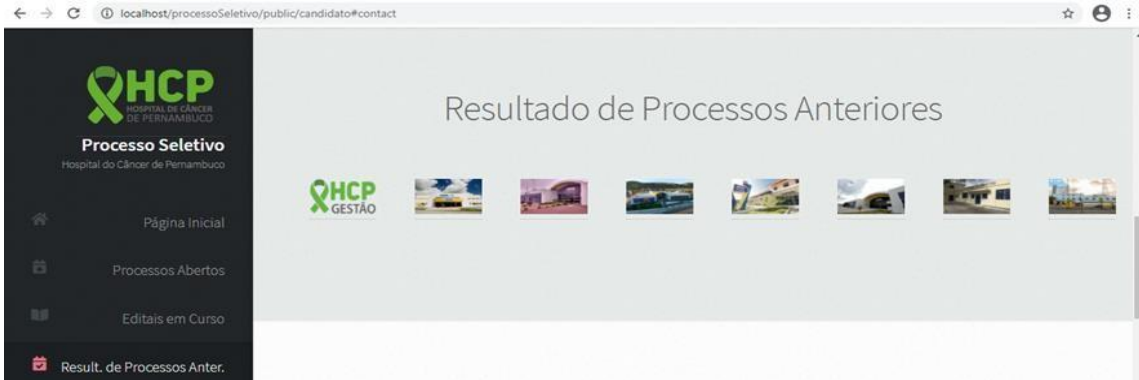 localhost/processoSeletivo/public/candidato#contact
HCP
HOSPITAL DE CÂNCER
DE PERNAMBUCO
Processo Seletivo
Hospital do Câncer de Pernambuco
Página Inicial
Processos Abertos
Editais em Curso
Result. de Processos Anter.
Resultado de Processos Anteriores
HCP
GESTÃO